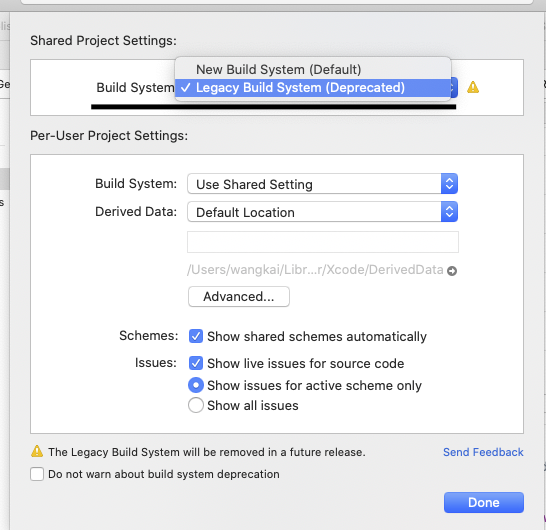 Shared Project Settings:
New Build System (Default)
Build System
✓ Legacy Build System (Deprecated)
Per-User Project Settings:
Build System: Use Shared Setting
Derived Data: Default Location
/Users/wangkai/Libr...r/Xcode/DerivedData
Advanced...
Schemes: Show shared schemes automatically
Issues: Show live issues for source code
Show issues for active scheme only
Show all issues
The Legacy Build System will be removed in a future release. Send Feedback
Do not warn about build system deprecation
Done